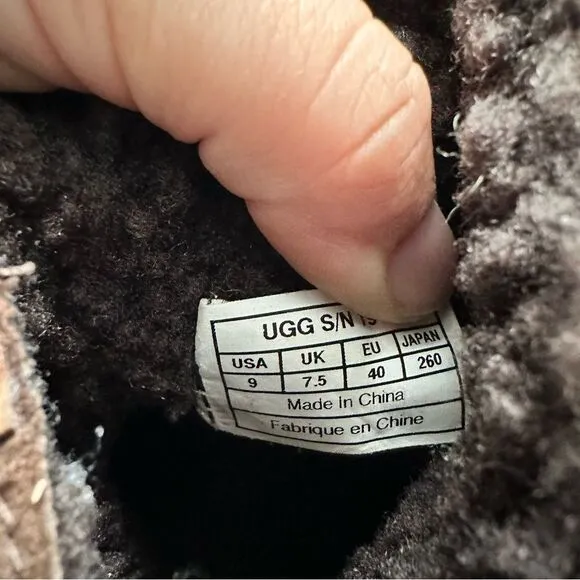 UGG S/N
USA UK EU JAPAN
9 7.5 40 260
Made In China
Fabrique en Chine